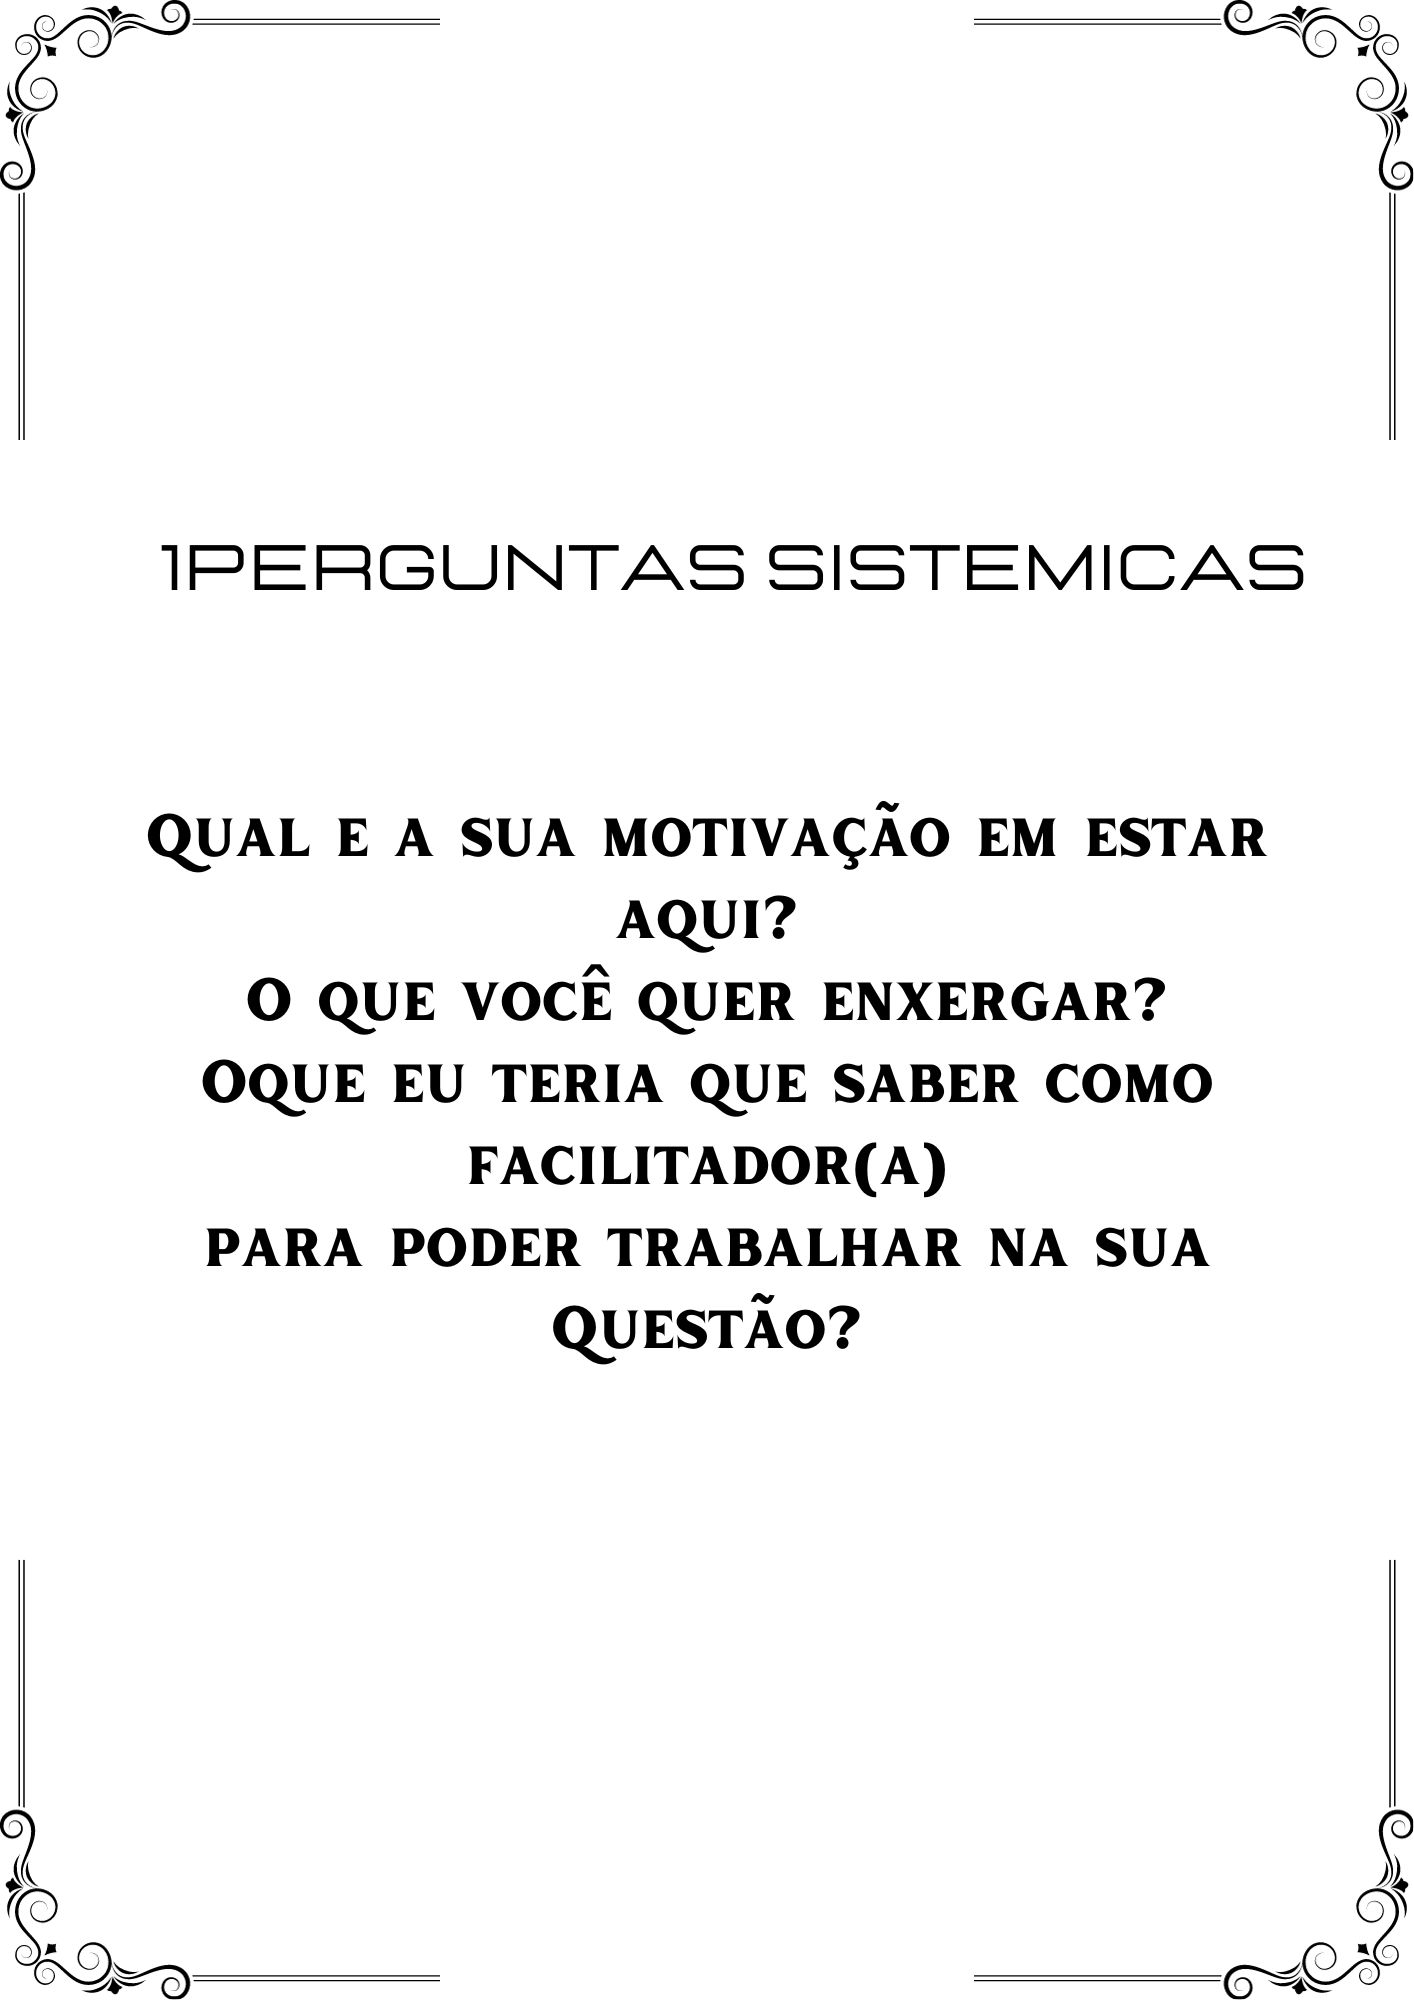 1PERGUNTAS SISTEMICAS
Qual e a sua motivação em estar
aqui?
O que você quer enxergar?
Oque eu teria que saber como
facilitador(a)
para poder trabalhar na sua
Questão?